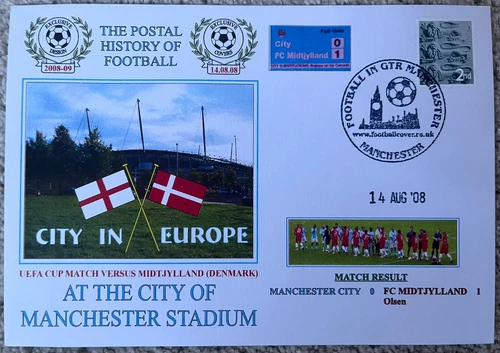 EXCLUSIVE
DESIGN
2008-09
THE POSTAL
HISTORY OF
FOOTBALL
EXCLUSIVE
COVERS
14.08.08
City 0
FC Midtjylland 1
2nd
FOOTBALL IN GTR MANCHESTER
www.footballcover.co.uk
MANCHESTER
14 AUG '08
CITY IN EUROPE
UEFA CUP MATCH VERSUS MIDTJYLLAND (DENMARK)
AT THE CITY OF
MANCHESTER STADIUM
MATCH RESULT
MANCHESTER CITY 0 FC MIDTJYLLAND 1
Olsen